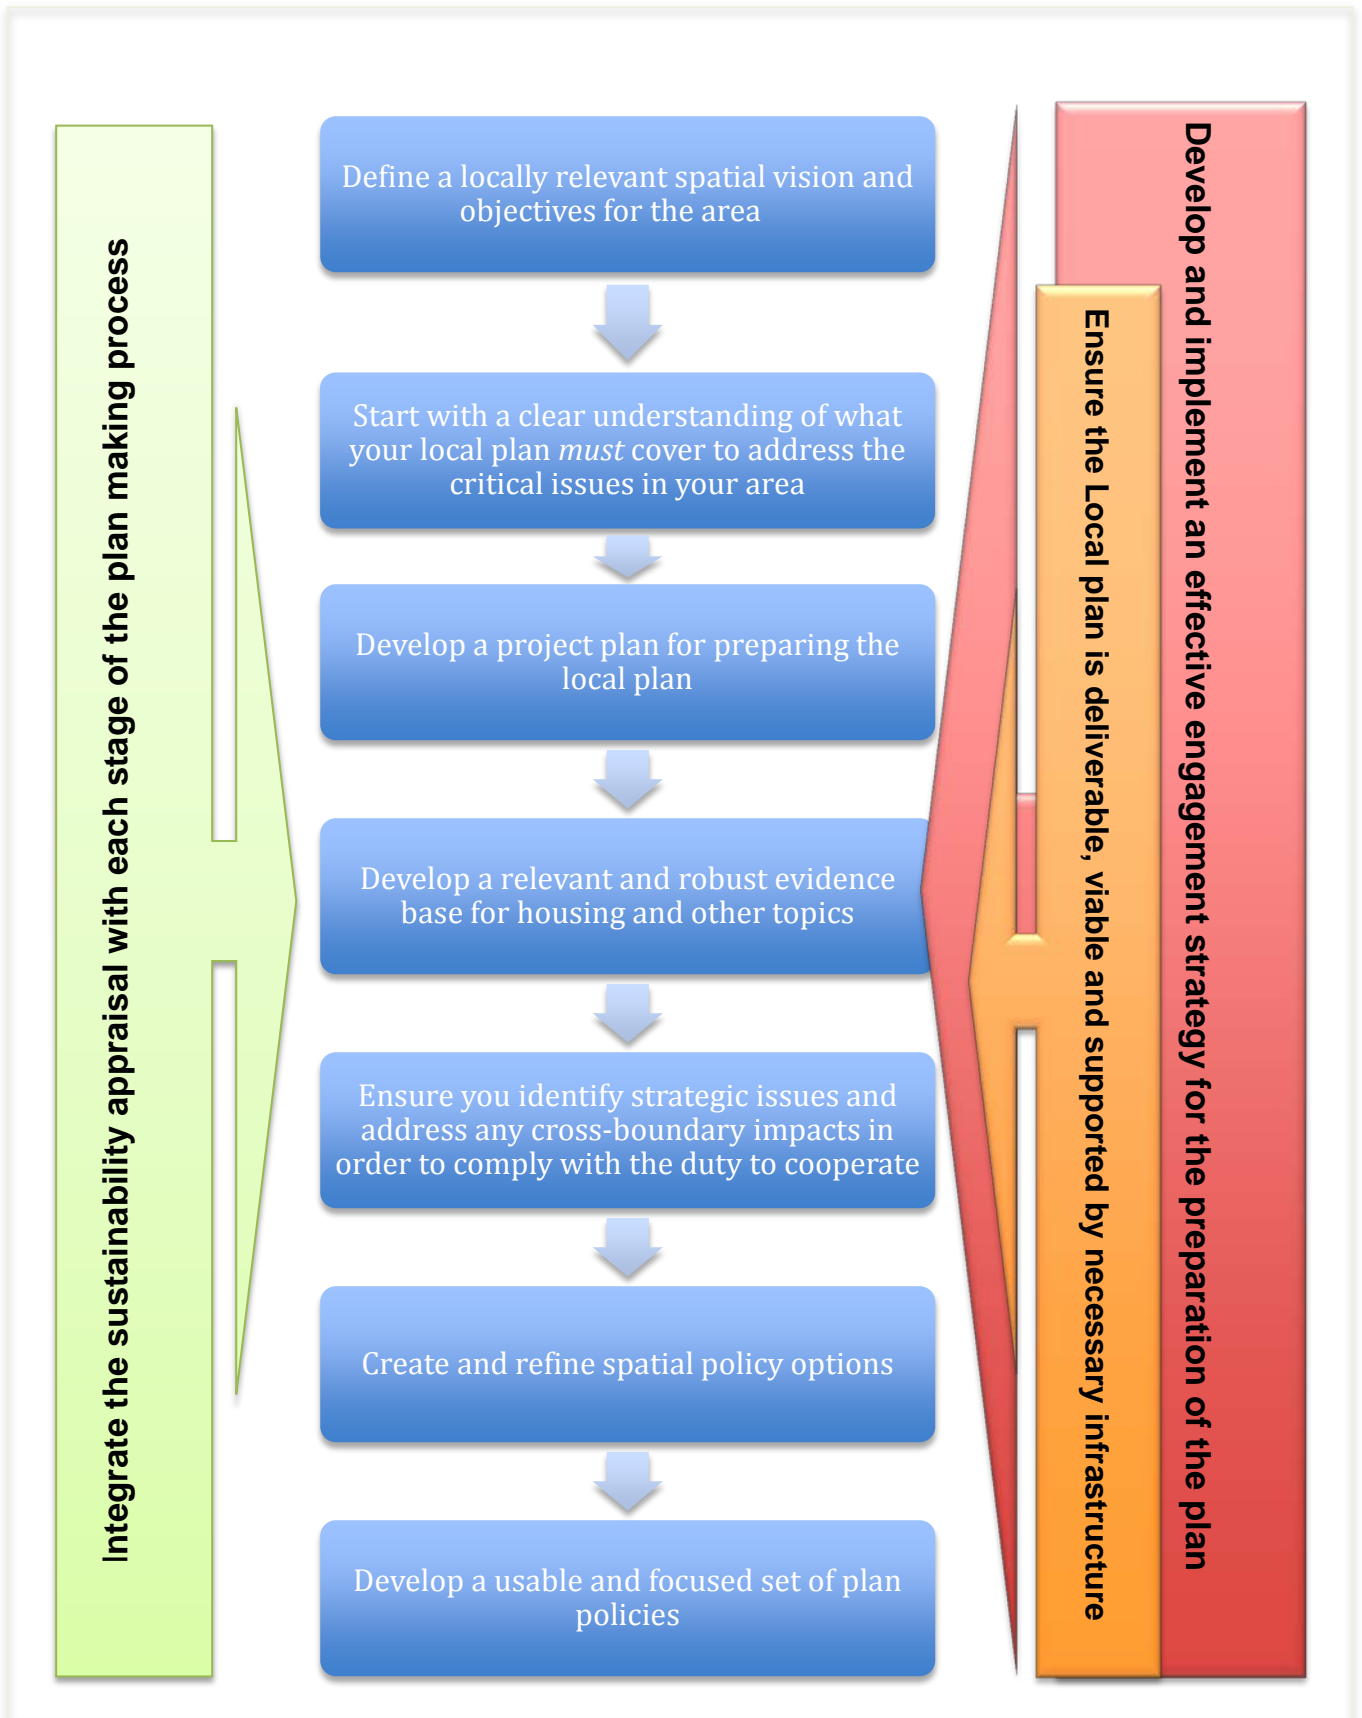 Integrate the sustainability appraisal with each stage of the plan making process
Define a locally relevant spatial vision and
objectives for the area
Start with a clear understanding of what
your local plan must cover to address the
critical issues in your area
Develop a project plan for preparing the
local plan
Develop a relevant and robust evidence
base for housing and other topics
Ensure you identify strategic issues and
address any cross-boundary impacts in
order to comply with the duty to cooperate
Create and refine spatial policy options
Develop a usable and focused set of plan
policies
Ensure the Local plan is deliverable, viable and supported by necessary infrastructure
Develop and implement an effective engagement strategy for the preparation of the plan